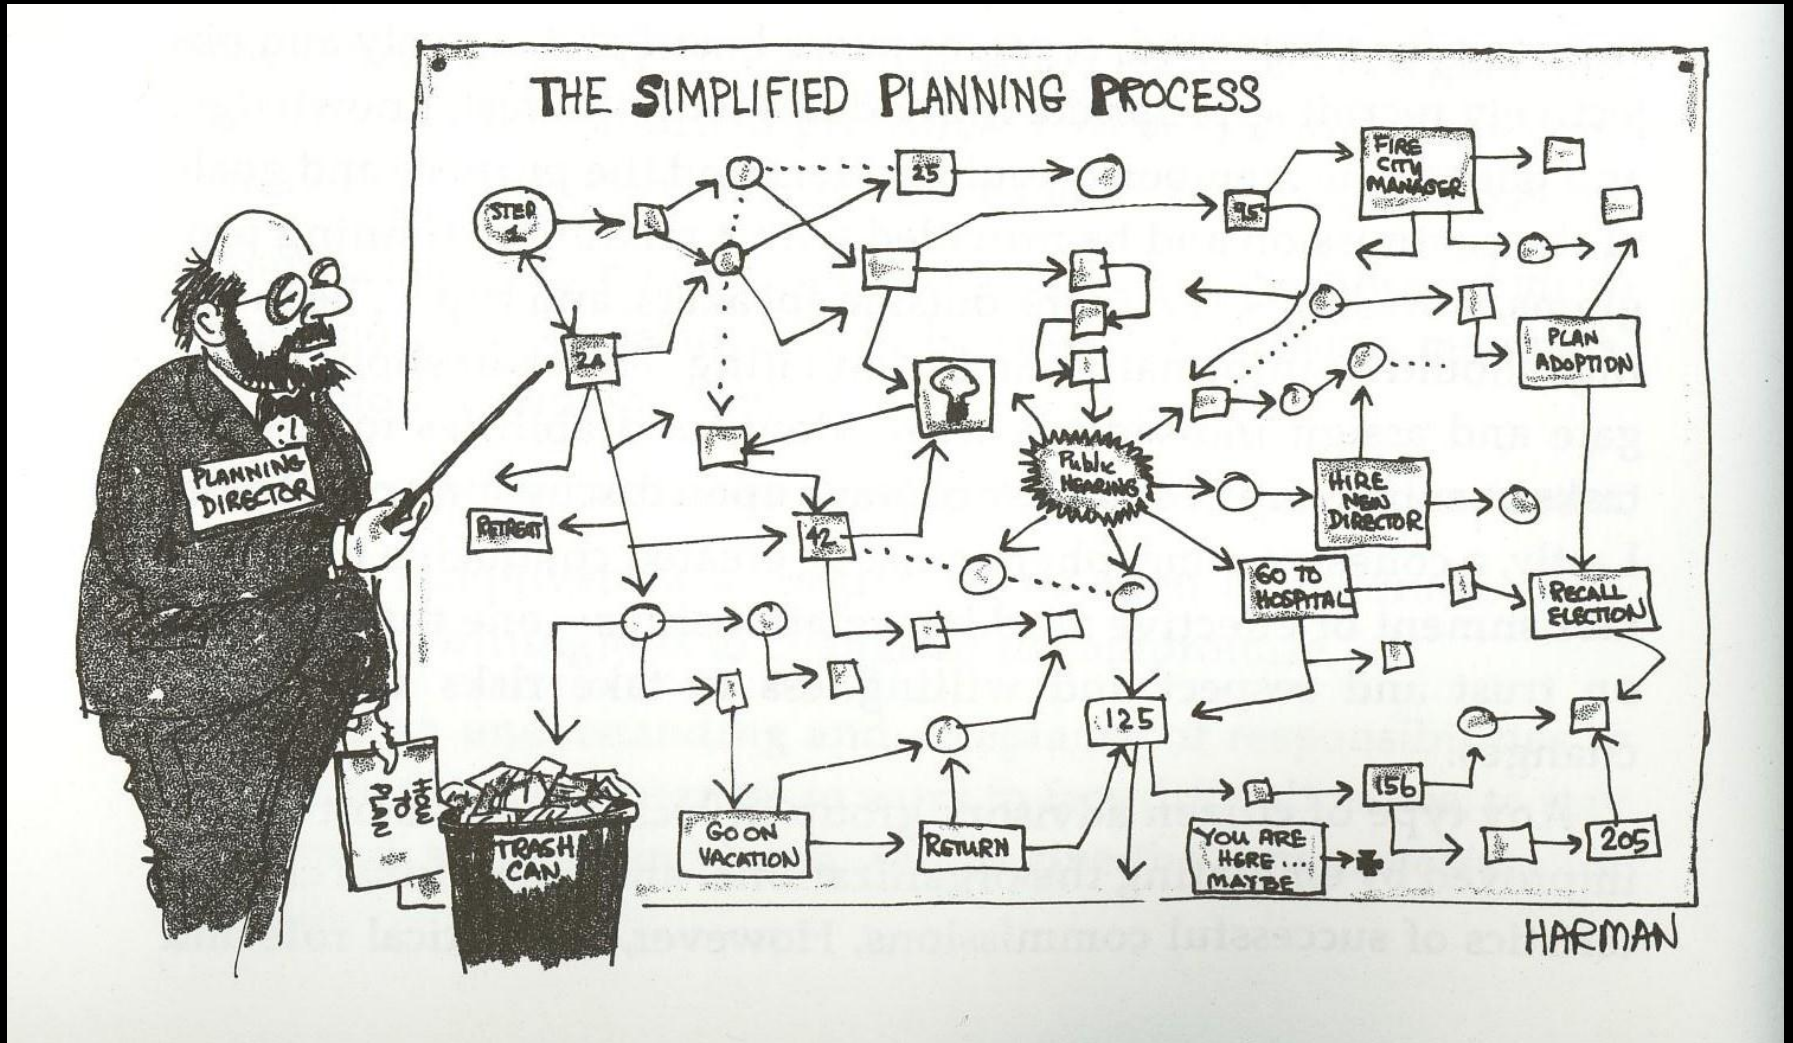 THE SIMPLIFIED PLANNING PROCESS
STEP
1
25
95
FIRE
CITY
MANAGER
2A
PLAN
ADOPTION
PLANNING
DIRECTOR
PUBLIC
HEARING
HIRE
NEW
DIRECTOR
RETREAT
42
GO TO
HOSPITAL
RECALL
ELECTION
125
156
HOW
TO
PLAN
TRASH
CAN
GO ON
VACATION
RETURN
YOU ARE
HERE...
MAYBE
205
HARMAN